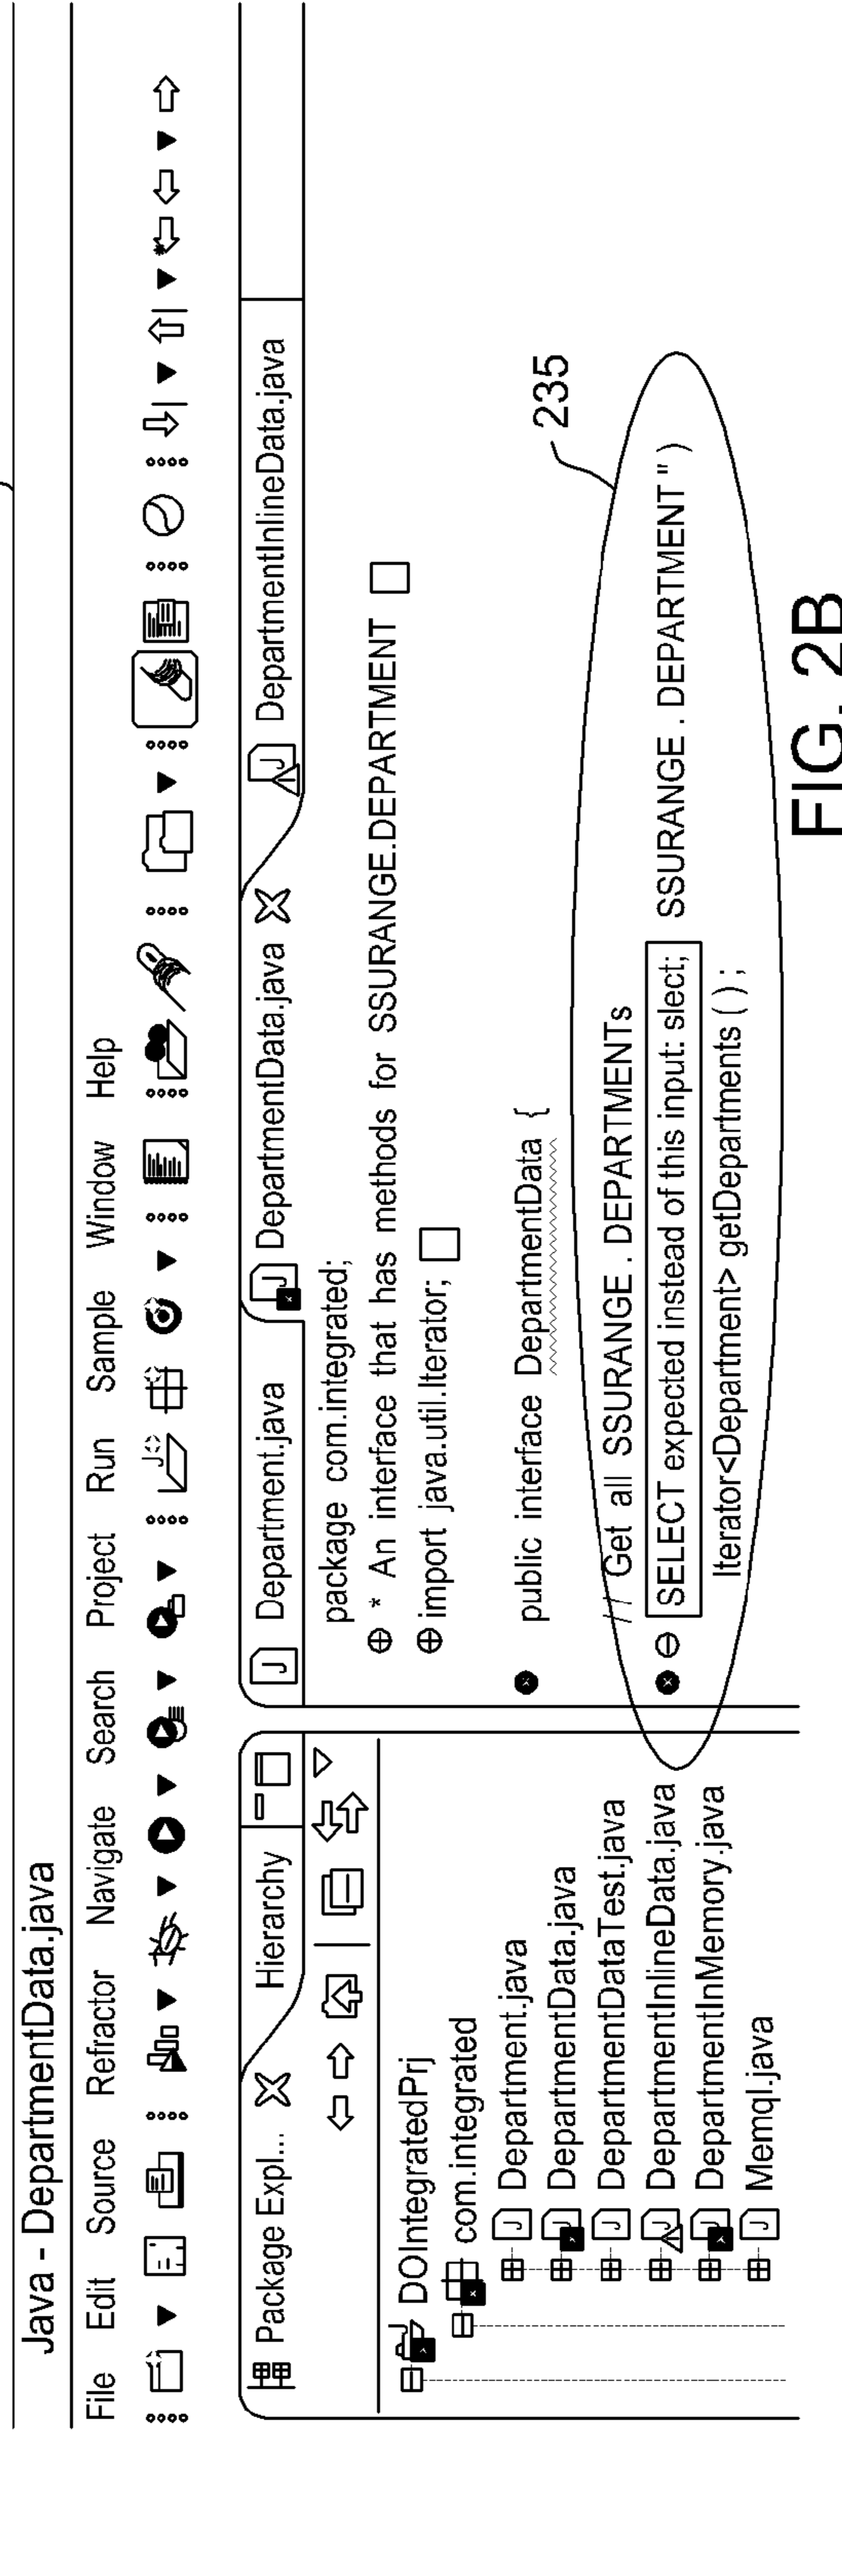 Java - DepartmentData.java
File Edit Source Refractor Navigate Search Project Run Sample Window Help
Package Expl... Hierarchy
DOIntegratedPrj
com.integrated
J Department.java
J DepartmentData.java
J DepartmentDataTest.java
J DepartmentInlineData.java
J DepartmentInMemory.java
J Memql.java
J Department.java J DepartmentData.java J DepartmentInlineData.java
package com.integrated;
* An interface that has methods for SSURANGE.DEPARTMENT
import java.util.Iterator;
public interface DepartmentData {
235
// Get all SSURANGE . DEPARTMENTs
SELECT expected instead of this input: slect; SSURANGE . DEPARTMENT " )
Iterator<Department> getDepartments ( ) ;
FIG. 2B